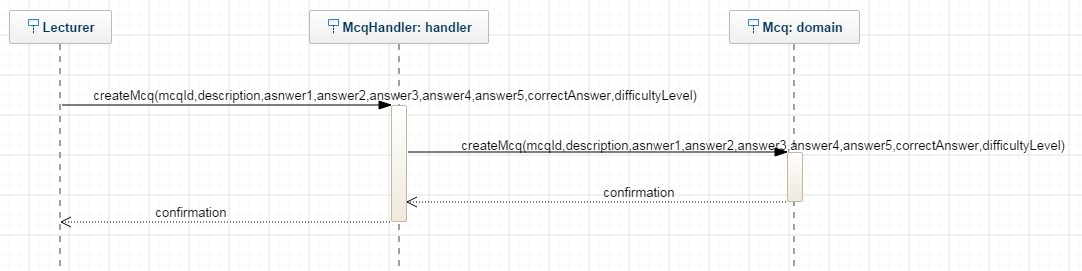 Lecturer
McqHandler: handler
Mcq: domain
createMcq(mcqId,description,asnwer1,answer2,answer3,answer4,answer5,correctAnswer,difficultyLevel)
createMcq(mcqId,description,asnwer1,answer2,answer3,answer4,answer5,correctAnswer,difficultyLevel)
confirmation
confirmation